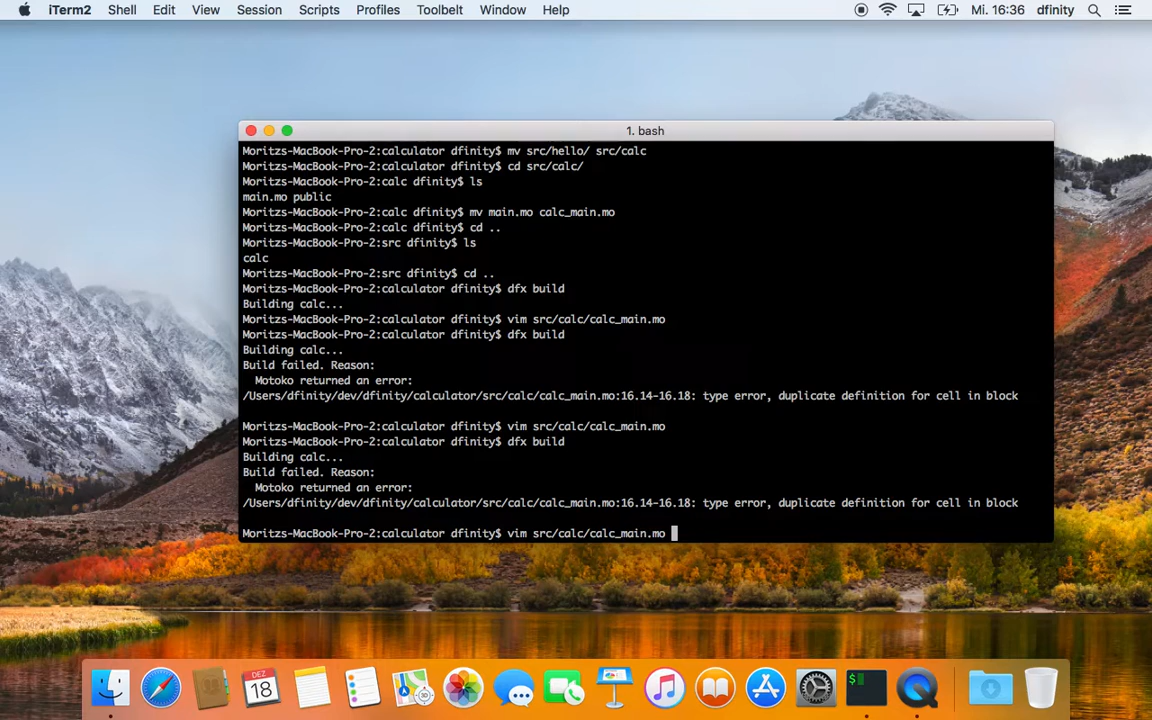 iTerm2 Shell Edit View Session Scripts Profiles Toolbelt Window Help Mi. 16:36 dfinity
1. bash
Moritzs-MacBook-Pro-2:calculator dfinity$ mv src/hello/ src/calc
Moritzs-MacBook-Pro-2:calculator dfinity$ cd src/calc/
Moritzs-MacBook-Pro-2:calc dfinity$ ls
main.mo public
Moritzs-MacBook-Pro-2:calc dfinity$ mv main.mo calc_main.mo
Moritzs-MacBook-Pro-2:calc dfinity$ cd ..
Moritzs-MacBook-Pro-2:src dfinity$ ls
calc
Moritzs-MacBook-Pro-2:src dfinity$ cd ..
Moritzs-MacBook-Pro-2:calculator dfinity$ dfx build
Building calc...
Moritzs-MacBook-Pro-2:calculator dfinity$ vim src/calc/calc_main.mo
Moritzs-MacBook-Pro-2:calculator dfinity$ dfx build
Building calc...
Build failed. Reason:
Motoko returned an error:
/Users/dfinity/dev/dfinity/calculator/src/calc/calc_main.mo:16.14-16.18: type error, duplicate definition for cell in block
Moritzs-MacBook-Pro-2:calculator dfinity$ vim src/calc/calc_main.mo
Moritzs-MacBook-Pro-2:calculator dfinity$ dfx build
Building calc...
Build failed. Reason:
Motoko returned an error:
/Users/dfinity/dev/dfinity/calculator/src/calc/calc_main.mo:16.14-16.18: type error, duplicate definition for cell in block
Moritzs-MacBook-Pro-2:calculator dfinity$ vim src/calc/calc_main.mo
DEZ
18
$